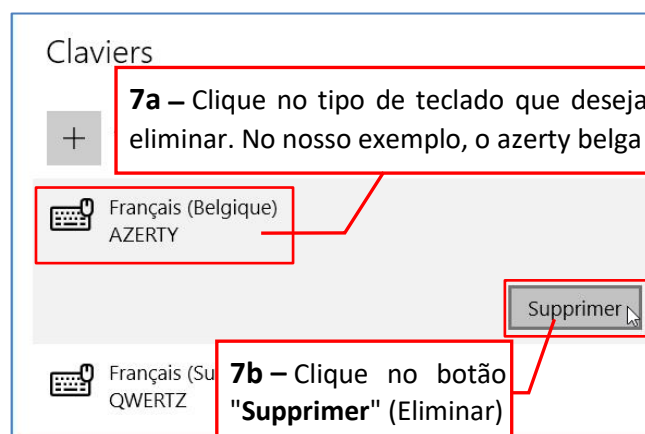 Claviers
7a – Clique no tipo de teclado que deseja
eliminar. No nosso exemplo, o azerty belga
Français (Belgique)
AZERTY
Supprimer
Français (Su
QWERTZ
7b – Clique no botão
"Supprimer" (Eliminar)